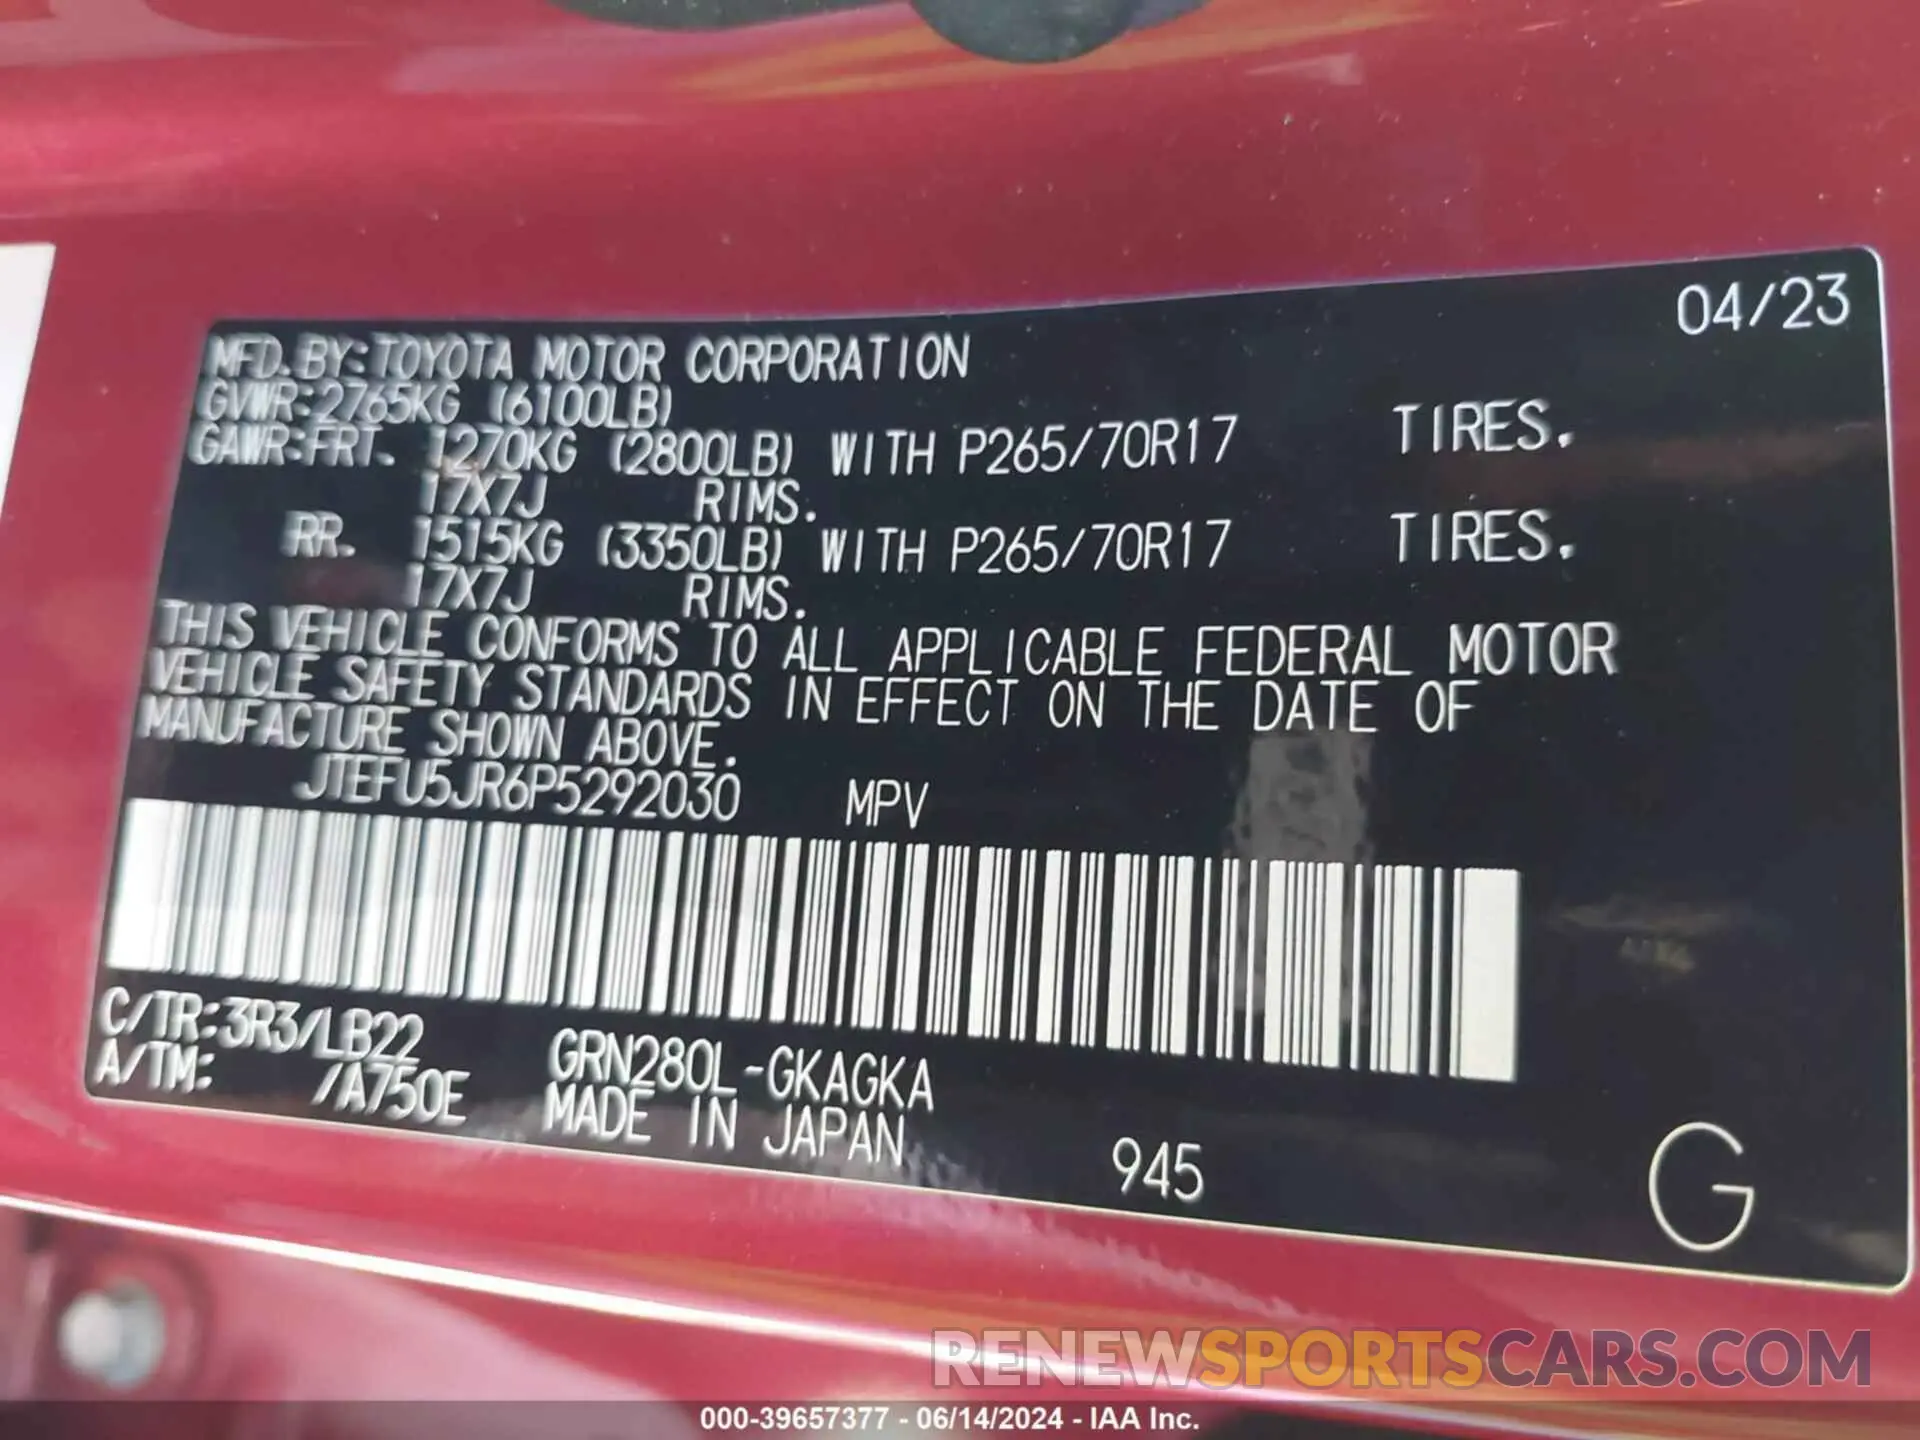 04/23
MFD.BY:TOYOTA MOTOR CORPORATION
GVWR:2765KG (6100LB)
GAWR:FRT. 1270KG (2800LB) WITH P265/70R17 TIRES.
17X7J RIMS.
RR. 1515KG (3350LB) WITH P265/70R17 TIRES.
17X7J RIMS.
THIS VEHICLE CONFORMS TO ALL APPLICABLE FEDERAL MOTOR
VEHICLE SAFETY STANDARDS IN EFFECT ON THE DATE OF
MANUFACTURE SHOWN ABOVE.
JTEFU5JR6P5292030 MPV
C/TR:3R3/LB22 GRN280L-GKAGKA
A/TM: /A750E MADE IN JAPAN
945
G
RENEWSPORTSCARS.COM
000-39657377 - 06/14/2024 - IAA Inc.